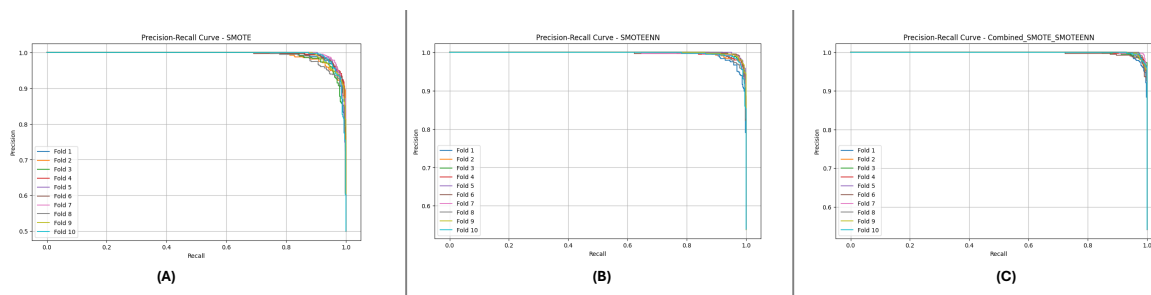 Precision-Recall Curve - SMOTE
1.0
0.9
0.8
0.7
0.6
0.5
Precision
Fold 1
Fold 2
Fold 3
Fold 4
Fold 5
Fold 6
Fold 7
Fold 8
Fold 9
Fold 10
0.0 0.2 0.4 0.6 0.8 1.0
Recall
(A)
Precision-Recall Curve - SMOTEENN
1.0
0.9
0.8
0.7
0.6
Precision
Fold 1
Fold 2
Fold 3
Fold 4
Fold 5
Fold 6
Fold 7
Fold 8
Fold 9
Fold 10
0.0 0.2 0.4 0.6 0.8 1.0
Recall
(B)
Precision-Recall Curve - Combined_SMOTE_SMOTEENN
1.0
0.9
0.8
0.7
0.6
Precision
Fold 1
Fold 2
Fold 3
Fold 4
Fold 5
Fold 6
Fold 7
Fold 8
Fold 9
Fold 10
0.0 0.2 0.4 0.6 0.8 1.0
Recall
(C)